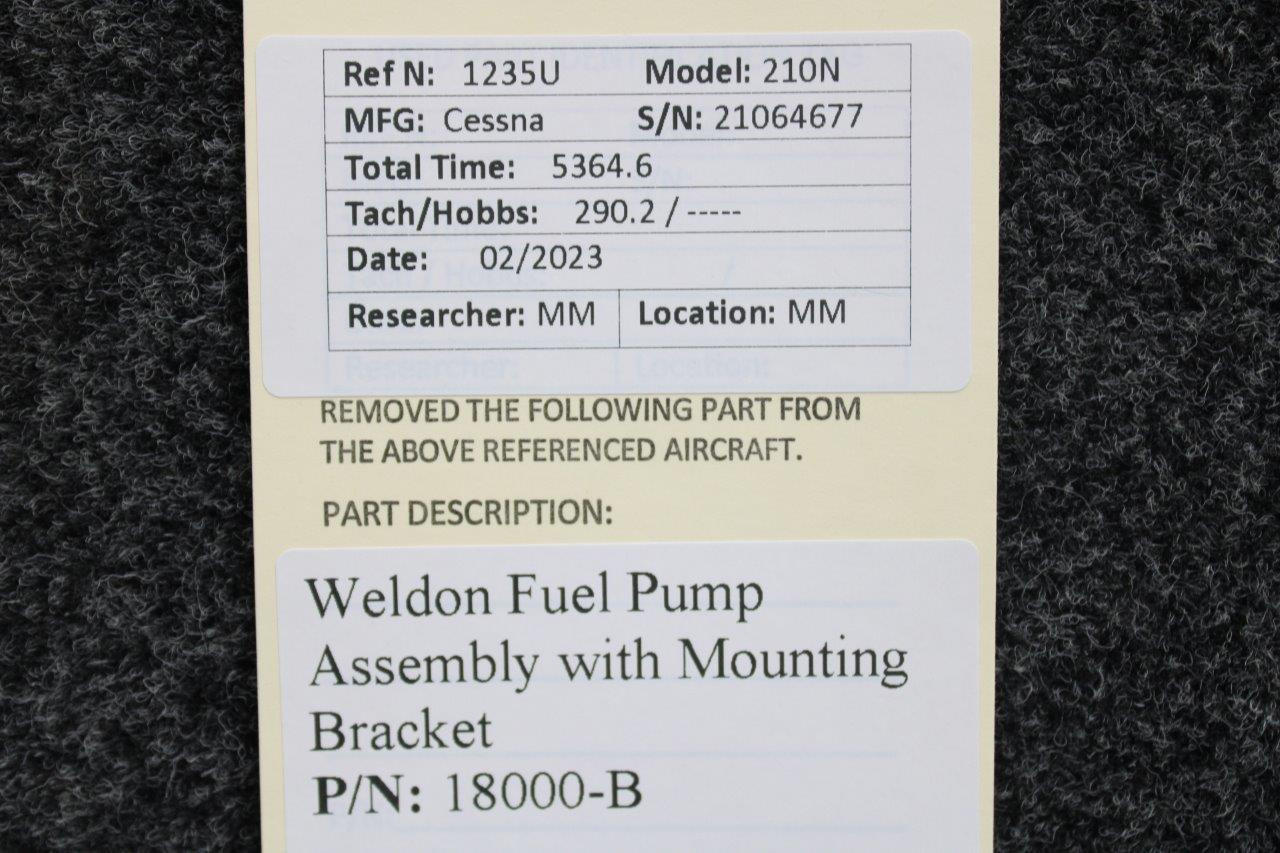 Ref N: 1235U Model: 210N
MFG: Cessna S/N: 21064677
Total Time: 5364.6
Tach/Hobbs: 290.2 / -----
Date: 02/2023
Researcher: MM Location: MM
Researcher: Location:
REMOVED THE FOLLOWING PART FROM
THE ABOVE REFERENCED AIRCRAFT.
PART DESCRIPTION:
Weldon Fuel Pump
Assembly with Mounting
Bracket
P/N: 18000-B